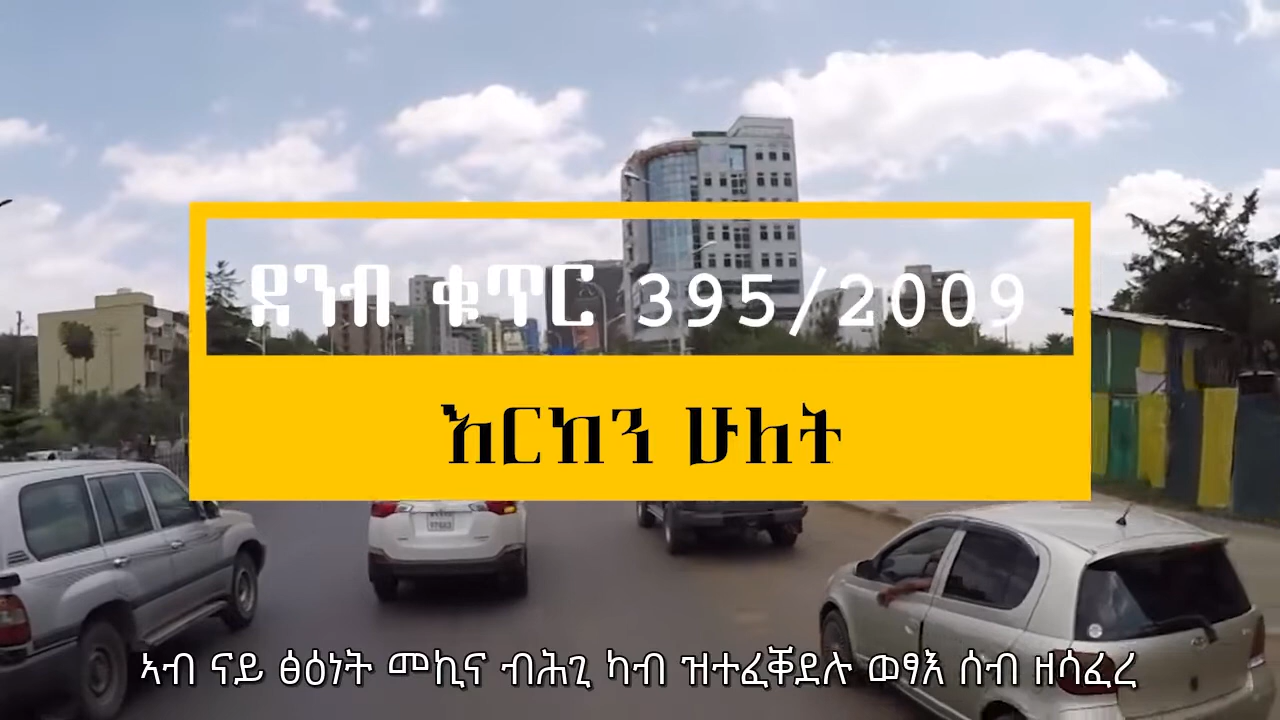 ደንብ ቁጥር 395/2009
እርከን ሁለት
ኣብ ናይ ፅዕነት መኪና ብሕጊ ካብ ዝተፈቐደሉ ወፃእ ሰብ ዘሳፈረ